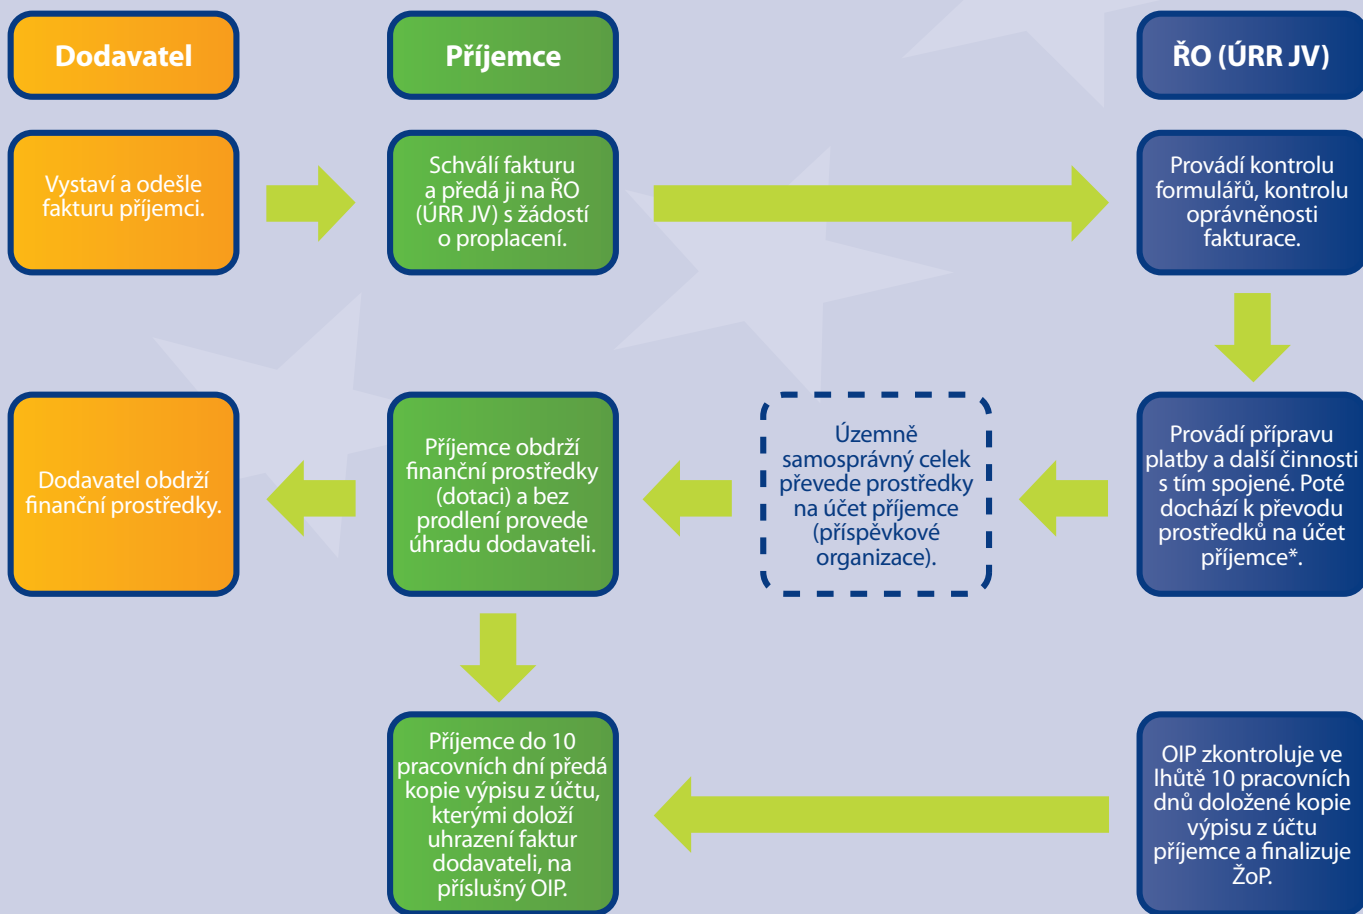 Dodavatel
Příjemce
ŘO (ÚRR JV)
Vystaví a odešle
fakturu příjemci.
Schválí fakturu
a předá ji na ŘO
(ÚRR JV) s žádostí
o proplacení.
Provádí kontrolu
formulářů, kontrolu
oprávněnosti
fakturace.
Dodavatel obdrží
finanční prostředky.
Příjemce obdrží
finanční prostředky
(dotaci) a bez
prodlení provede
úhradu dodavateli.
Územně
samosprávný celek
převede prostředky
na účet příjemce
(příspěvkové
organizace).
Provádí přípravu
platby a další činnosti
s tím spojené. Poté
dochází k převodu
prostředků na účet
příjemce*.
Příjemce do 10
pracovních dní předá
kopie výpisu z účtu,
kterými doloží
uhrazení faktur
dodavateli, na
příslušný OIP.
OIP zkontroluje ve
lhůtě 10 pracovních
dnů doložené kopie
výpisu z účtu
příjemce a finalizuje
ŽoP.